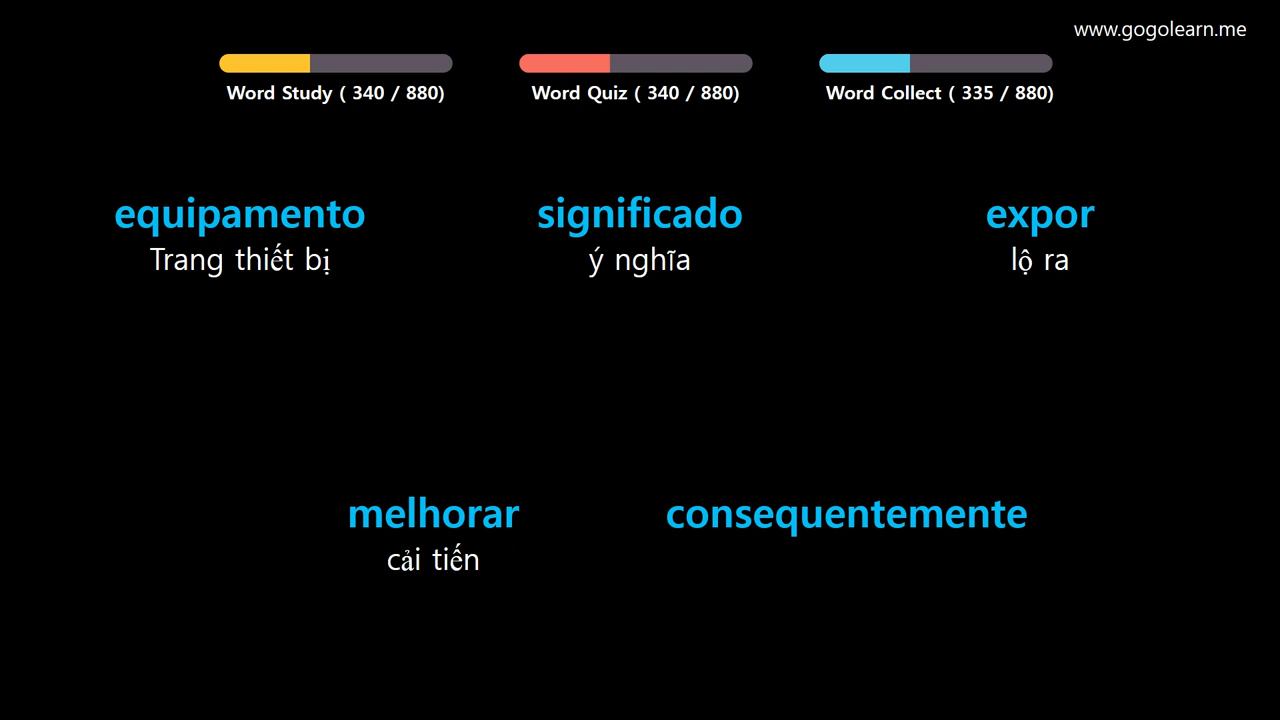 www.gogolearn.me
Word Study ( 340 / 880)
Word Quiz ( 340 / 880)
Word Collect ( 335 / 880)
equipamento
Trang thiết bị
significado
ý nghĩa
expor
lộ ra
melhorar
cải tiến
consequentemente